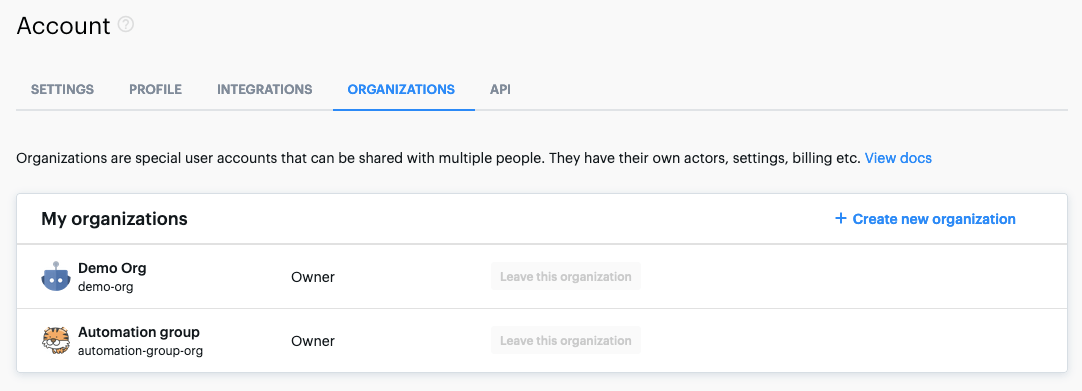 Account ?
SETTINGS PROFILE INTEGRATIONS ORGANIZATIONS API
Organizations are special user accounts that can be shared with multiple people. They have their own actors, settings, billing etc. View docs
My organizations + Create new organization
Demo Org
demo-org
Owner Leave this organization
Automation group
automation-group-org
Owner Leave this organization